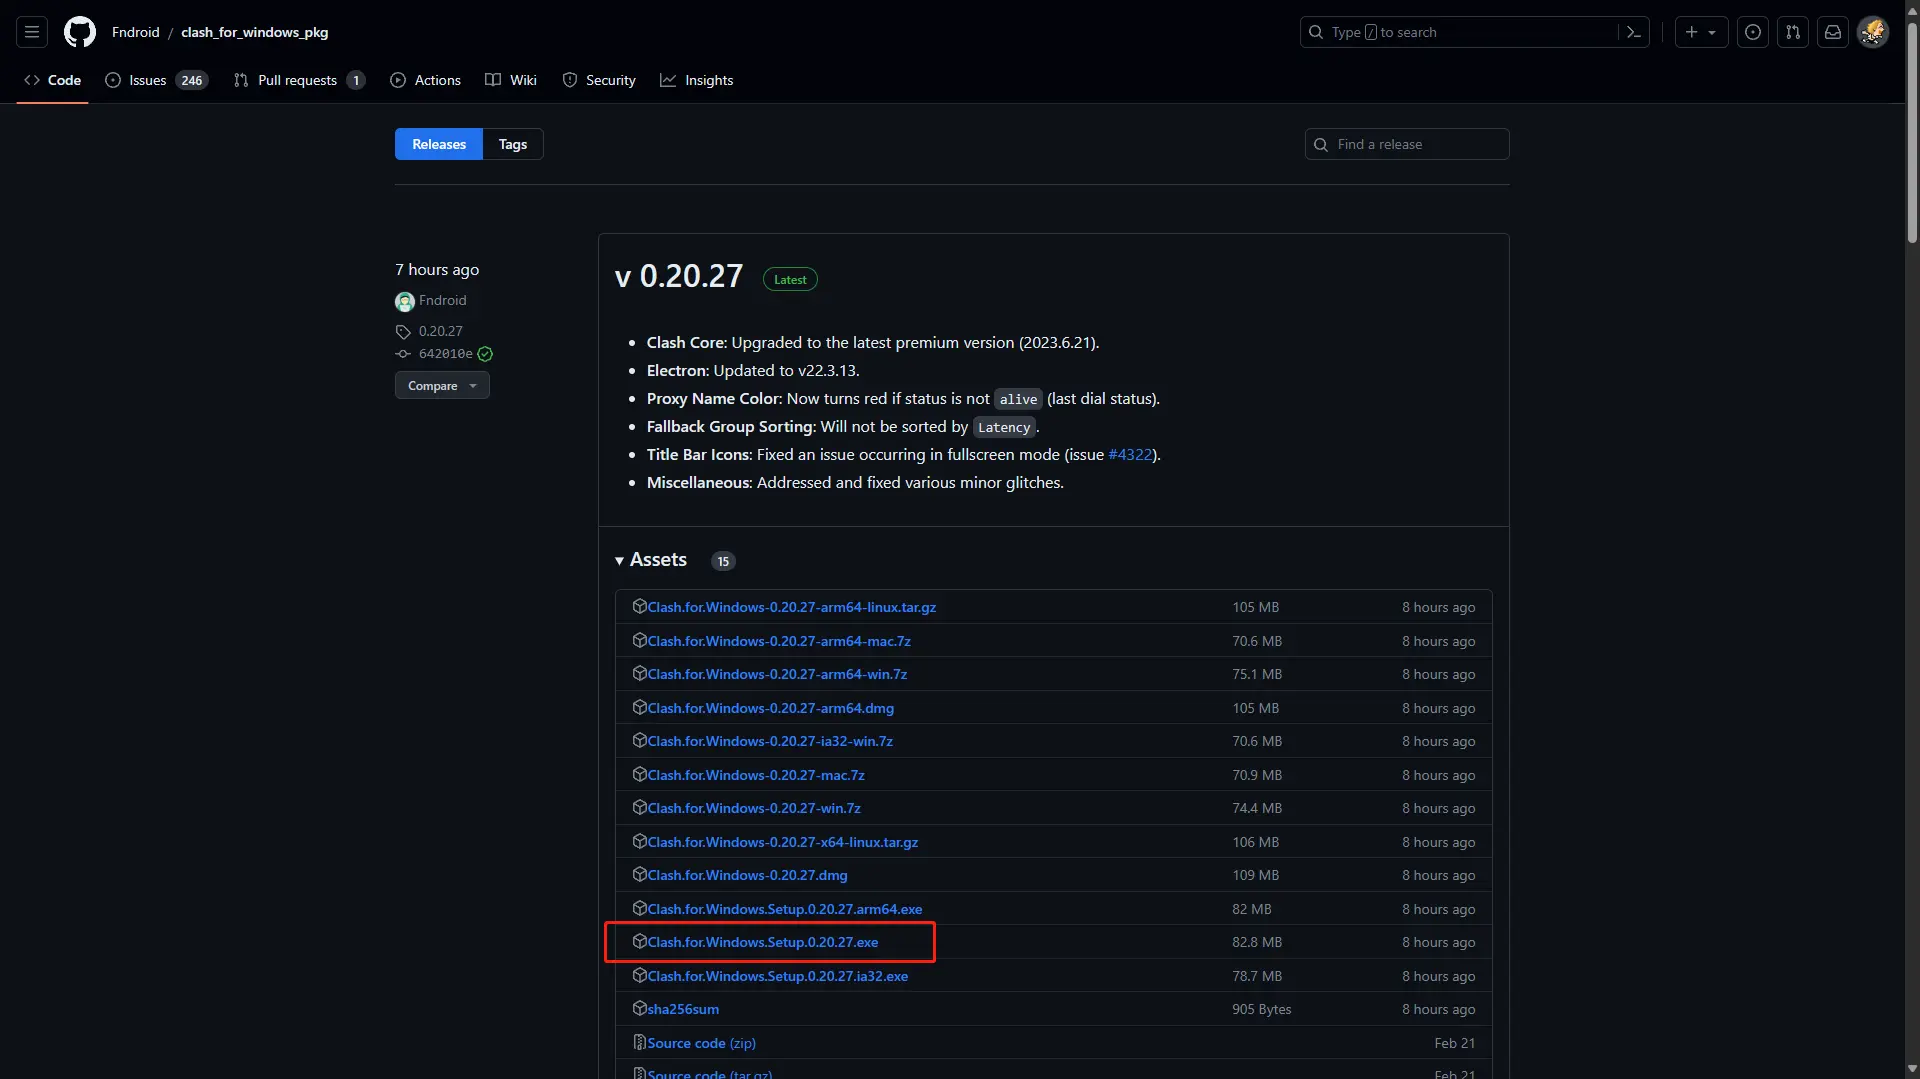 Fndroid / clash_for_windows_pkg
Type / to search
Code
Issues 246
Pull requests 1
Actions
Wiki
Security
Insights
Releases
Tags
Find a release
7 hours ago
Fndroid
0.20.27
642010e
Compare
v 0.20.27 Latest
Clash Core: Upgraded to the latest premium version (2023.6.21).
Electron: Updated to v22.3.13.
Proxy Name Color: Now turns red if status is not alive (last dial status).
Fallback Group Sorting: Will not be sorted by Latency.
Title Bar Icons: Fixed an issue occurring in fullscreen mode (issue #4322).
Miscellaneous: Addressed and fixed various minor glitches.
Assets 15
Clash.for.Windows-0.20.27-arm64-linux.tar.gz 105 MB 8 hours ago
Clash.for.Windows-0.20.27-arm64-mac.7z 70.6 MB 8 hours ago
Clash.for.Windows-0.20.27-arm64-win.7z 75.1 MB 8 hours ago
Clash.for.Windows-0.20.27-arm64.dmg 105 MB 8 hours ago
Clash.for.Windows-0.20.27-ia32-win.7z 70.6 MB 8 hours ago
Clash.for.Windows-0.20.27-mac.7z 70.9 MB 8 hours ago
Clash.for.Windows-0.20.27-win.7z 74.4 MB 8 hours ago
Clash.for.Windows-0.20.27-x64-linux.tar.gz 106 MB 8 hours ago
Clash.for.Windows-0.20.27.dmg 109 MB 8 hours ago
Clash.for.Windows.Setup.0.20.27.arm64.exe 82 MB 8 hours ago
Clash.for.Windows.Setup.0.20.27.exe 82.8 MB 8 hours ago
Clash.for.Windows.Setup.0.20.27.ia32.exe 78.7 MB 8 hours ago
sha256sum 905 Bytes 8 hours ago
Source code (zip) Feb 21
Source code (tar.gz) Feb 21